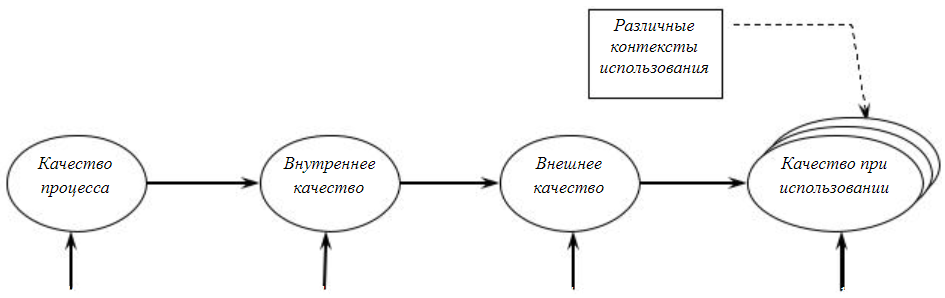 Различные
контексты
использования
Качество
процесса
Внутреннее
качество
Внешнее
качество
Качество при
использовании